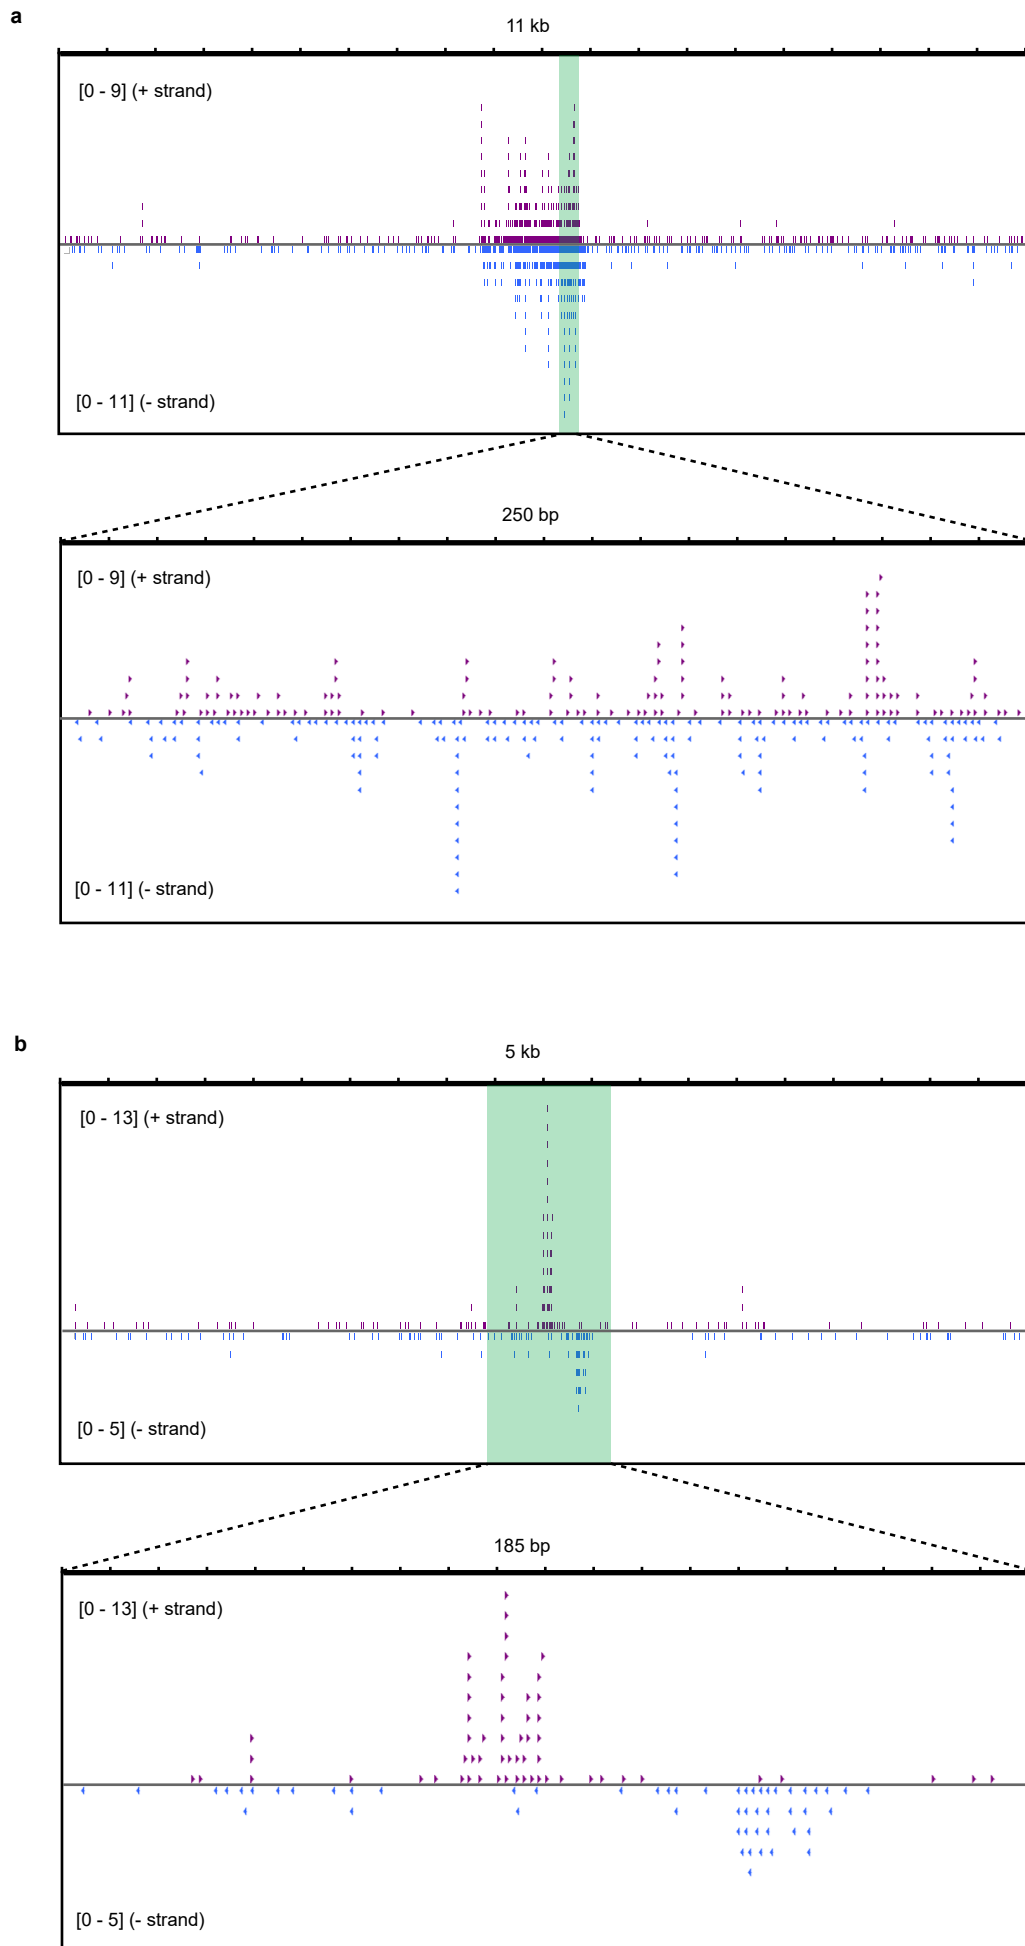 a
11 kb
[0 - 9] (+ strand)
[0 - 11] (- strand)
250 bp
[0 - 9] (+ strand)
[0 - 11] (- strand)
b
5 kb
[0 - 13] (+ strand)
[0 - 5] (- strand)
185 bp
[0 - 13] (+ strand)
[0 - 5] (- strand)